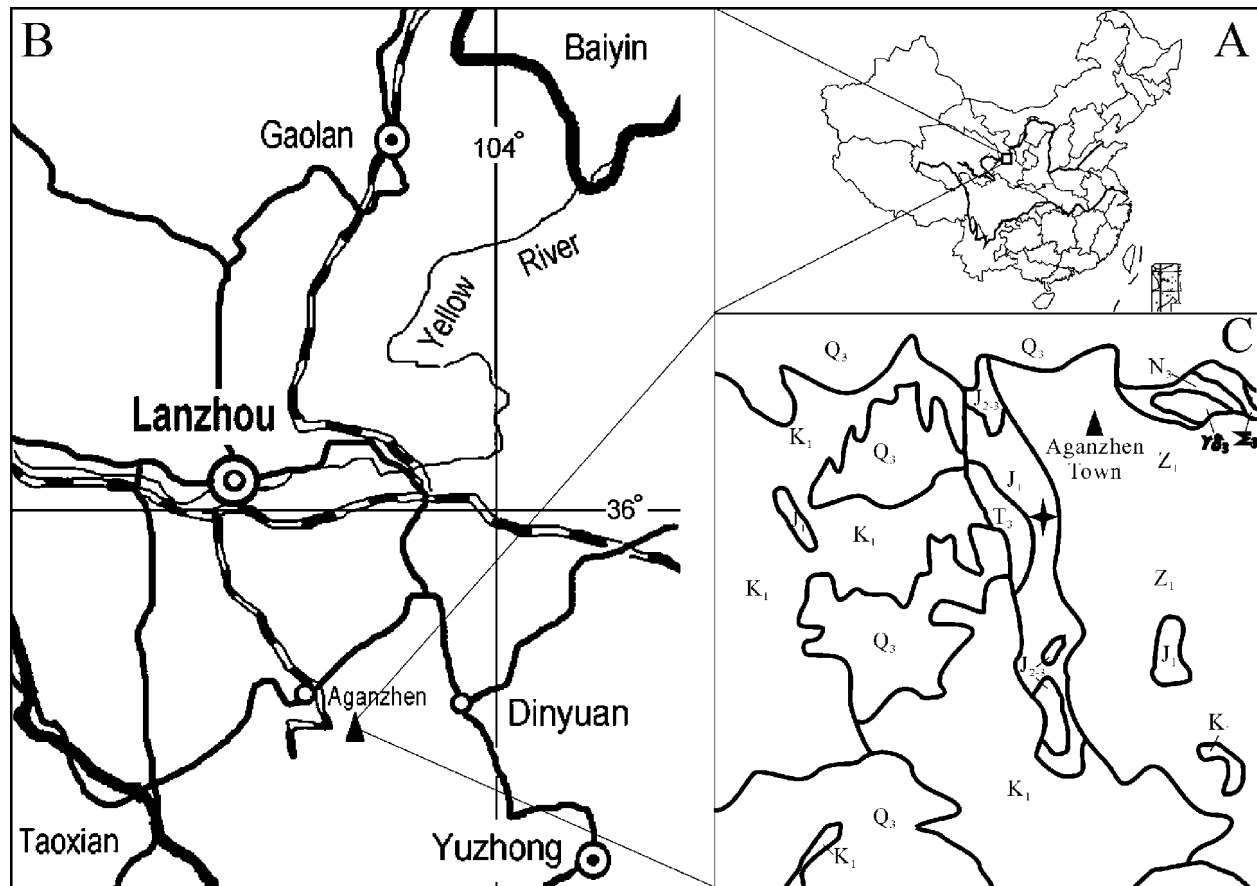 B
Baiyin
Gaolan
104°
River
Yellow
Lanzhou
36°
Aganzhen
Dinyuan
Taoxian
Yuzhong
A
C
Q₃
Q₃
N₃
J₂₋₃
K₁
Q₃
Aganzhen
Town
Z₁
J₁
J₁
T₃
K₁
K₁
Z₁
Q₃
J₂₋₃
J₁
K₁
Q₃
K₁